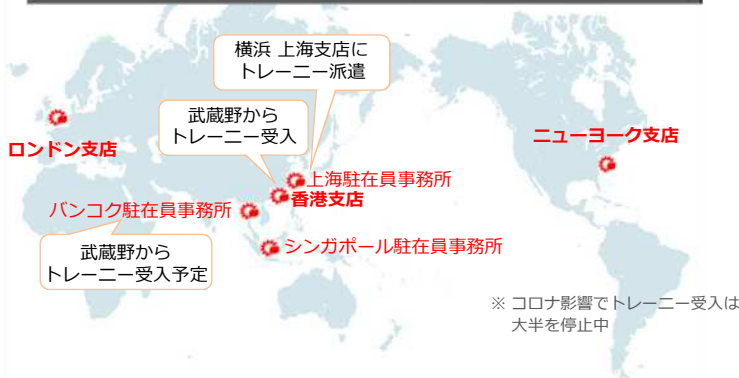 横浜 上海支店に
トレーニー派遣
武蔵野から
トレーニー受入
ロンドン支店
ニューヨーク支店
上海駐在員事務所
香港支店
バンコク駐在員事務所
武蔵野から
トレーニー受入予定
シンガポール駐在員事務所
※ コロナ影響でトレーニー受入は
大半を停止中